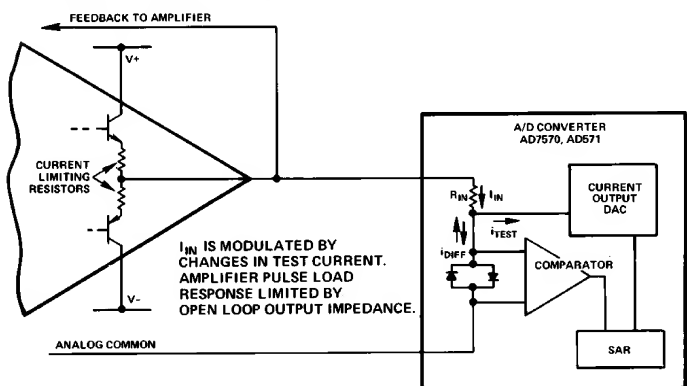 FEEDBACK TO AMPLIFIER
V+
CURRENT
LIMITING
RESISTORS
V-
I_IN IS MODULATED BY
CHANGES IN TEST CURRENT.
AMPLIFIER PULSE LOAD
RESPONSE LIMITED BY
OPEN LOOP OUTPUT IMPEDANCE.
ANALOG COMMON
A/D CONVERTER
AD7570, AD571
R_IN
I_IN
i_TEST
i_DIFF
CURRENT
OUTPUT
DAC
COMPARATOR
SAR